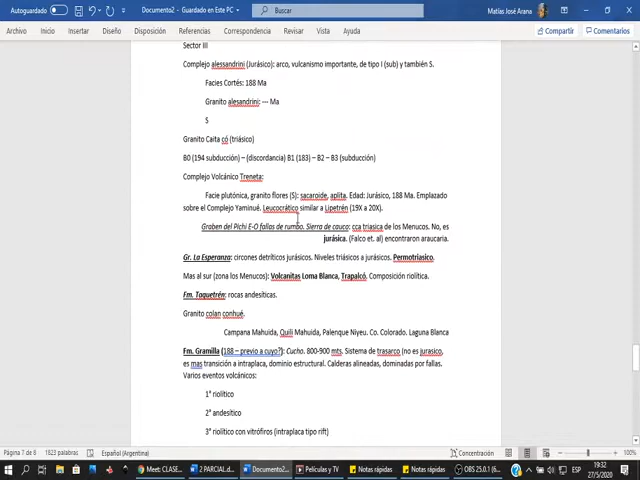 Autoguardado
Documento2 - Guardado en Este PC
Buscar
Matías José Arana
Archivo Inicio Insertar Diseño Disposición Referencias Correspondencia Revisar Vista Ayuda Compartir Comentarios
Sector III
Complejo alessandrini (Jurásico): arco, vulcanismo importante, de tipo I (sub) y también S.
Facies Cortés: 188 Ma
Granito alesandrini: --- Ma
S
Granito Caita có (triásico)
B0 (194 subducción) – (discordancia) B1 (183) – B2 – B3 (subducción)
Complejo Volcánico Treneta:
Facie plutónica, granito flores (S): sacaroide, aplita. Edad: Jurásico, 188 Ma. Emplazado
sobre el Complejo Yaminué. Leucocrático similar a Lipetrén (19X a 20X).
Graben del Pichi E-O fallas de rumbo. Sierra de cauco: cca triasica de los Menucos. No, es
jurásica. (Falco et. al) encontraron araucaria.
Gr. La Esperanza: circones detríticos jurásicos. Niveles triásicos a jurásicos. Permotriasico.
Mas al sur (zona los Menucos): Volcanitas Loma Blanca, Trapalcó. Composición riolítica.
Fm. Taquetrén: rocas andesíticas.
Granito colan conhué.
Campana Mahuida, Quili Mahuida, Palenque Niyeu. Co. Colorado. Laguna Blanca
Fm. Gramilla (188 – previo a cuyo?): Cucho. 800-900 mts. Sistema de trasarco (no es jurasico,
es mas transición a intraplaca, dominio estructural. Calderas alineadas, dominadas por fallas.
Varios eventos volcánicos:
1° riolítico
2° andesítico
3° riolítico con vitrófiros (intraplaca tipo rift)
Página 7 de 8 1823 palabras Español (Argentina) Concentración 100%
Meet: CLASE... 2 PARCIAL.d... Documento2... Películas y TV Notas rápidas Notas rápidas OBS 25.0.1 (6... ESP 19:32
27/5/2020